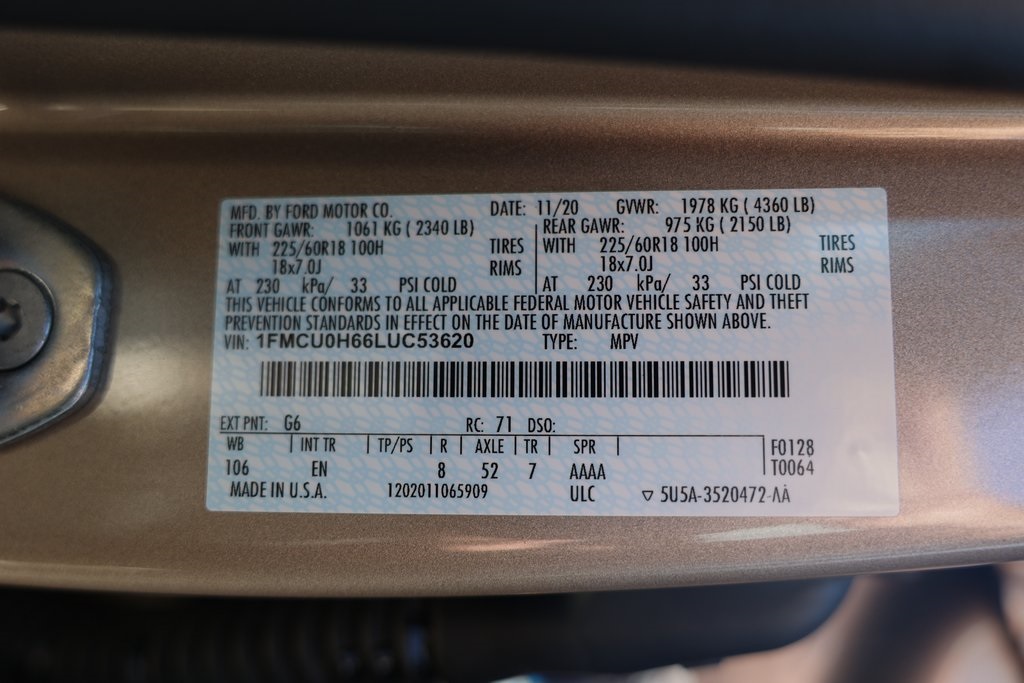 MFD. BY FORD MOTOR CO. DATE: 11/20 GVWR: 1978 KG ( 4360 LB)
FRONT GAWR: 1061 KG ( 2340 LB) REAR GAWR: 975 KG ( 2150 LB)
WITH 225/60R18 100H TIRES WITH 225/60R18 100H TIRES
18x7.0J RIMS 18x7.0J RIMS
AT 230 kPa/ 33 PSI COLD AT 230 kPa/ 33 PSI COLD
THIS VEHICLE CONFORMS TO ALL APPLICABLE FEDERAL MOTOR VEHICLE SAFETY AND THEFT
PREVENTION STANDARDS IN EFFECT ON THE DATE OF MANUFACTURE SHOWN ABOVE.
VIN: 1FMCU0H66LUC53620 TYPE: MPV
EXT PNT: G6 RC: 71 DSO:
WB INT TR TP/PS R AXLE TR SPR F0128
106 EN 8 52 7 AAAA T0064
MADE IN U.S.A. 1202011065909 ULC ▽ 5U5A-3520472-AA